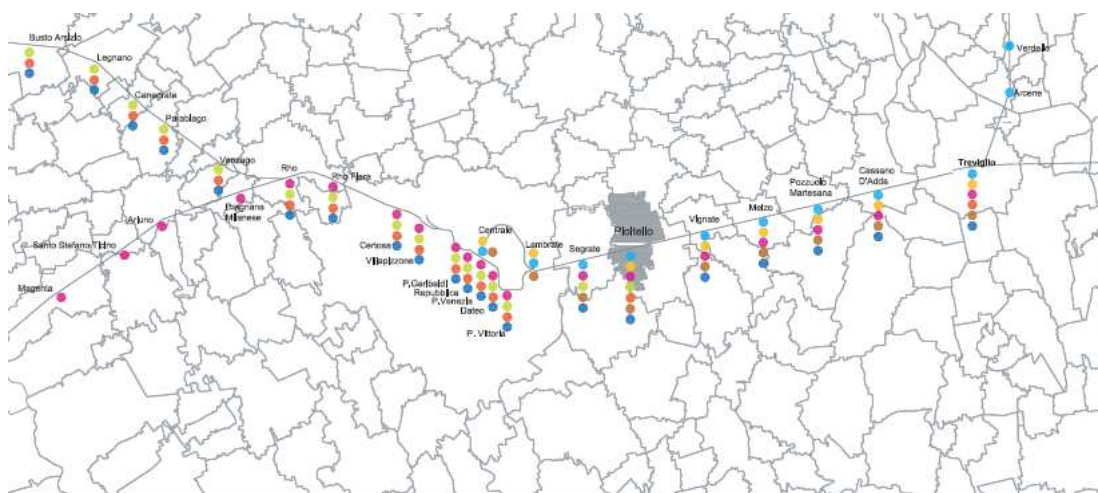 Busto Arsizio
Legnano
Canegrate
Parabiago
Vanzago
Rho
Rho Fiera
Pregnana
Milanese
Arluno
Santo Stefano Ticino
Magenta
Certosa
Villapizzone
P.Garibaldi
Repubblica
P.Venezia
Dateo
P. Vittoria
Centrale
Lambrate
Segrate
Pioltello
Vignate
Melzo
Pozzuolo
Martesana
Cassano
D'Adda
Treviglio
Verdello
Arcene